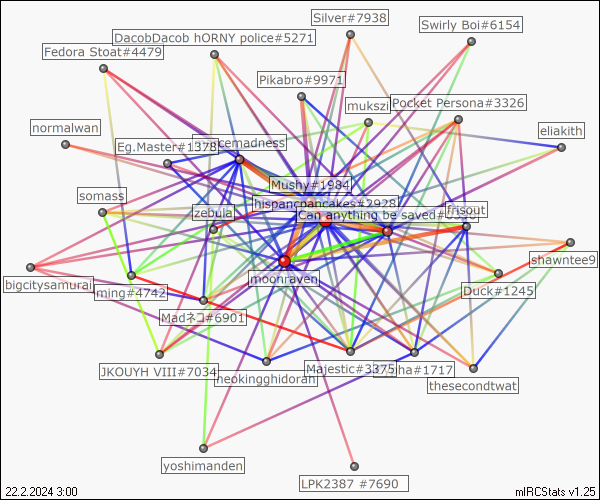 Silver#7938
Swirly Boi#6154
DacobDacob hORNY police#5271
Fedora Stoat#4479
Pikabro#9971
mukszi
Pocket Persona#3326
normalwan
eliakith
Eg.Master#1378
cemadness
Mushy#1984
somass
hispancpancakes#2928
zebula
Can anything be saved#
frisout
shawntee9
moonraven
bigcitysamurai
ming#4742
Duck#1245
Madネコ#6901
JKOUYH VIII#7034
neokingghidorah
Majestic#3375
ha#1717
thesecondtwat
yoshimanden
LPK2387 #7690
22.2.2024 3:00
mIRCStats v1.25